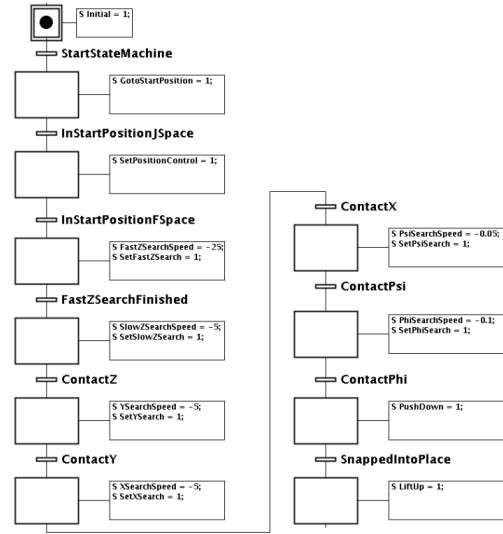 S Initial = 1;
StartStateMachine
S GotoStartPosition = 1;
InStartPositionJSpace
S SetPositionControl = 1;
InStartPositionFSpace
S FastZSearchSpeed = -25;
S SetFastZSearch = 1;
FastZSearchFinished
S SlowZSearchSpeed = -5;
S SetSlowZSearch = 1;
ContactZ
S YSearchSpeed = -5;
S SetYSearch = 1;
ContactY
S XSearchSpeed = -5;
S SetXSearch = 1;
ContactX
S PsiSearchSpeed = -0.05;
S SetPsiSearch = 1;
ContactPsi
S PhiSearchSpeed = -0.1;
S SetPhiSearch = 1;
ContactPhi
S PushDown = 1;
SnappedIntoPlace
S LiftUp = 1;